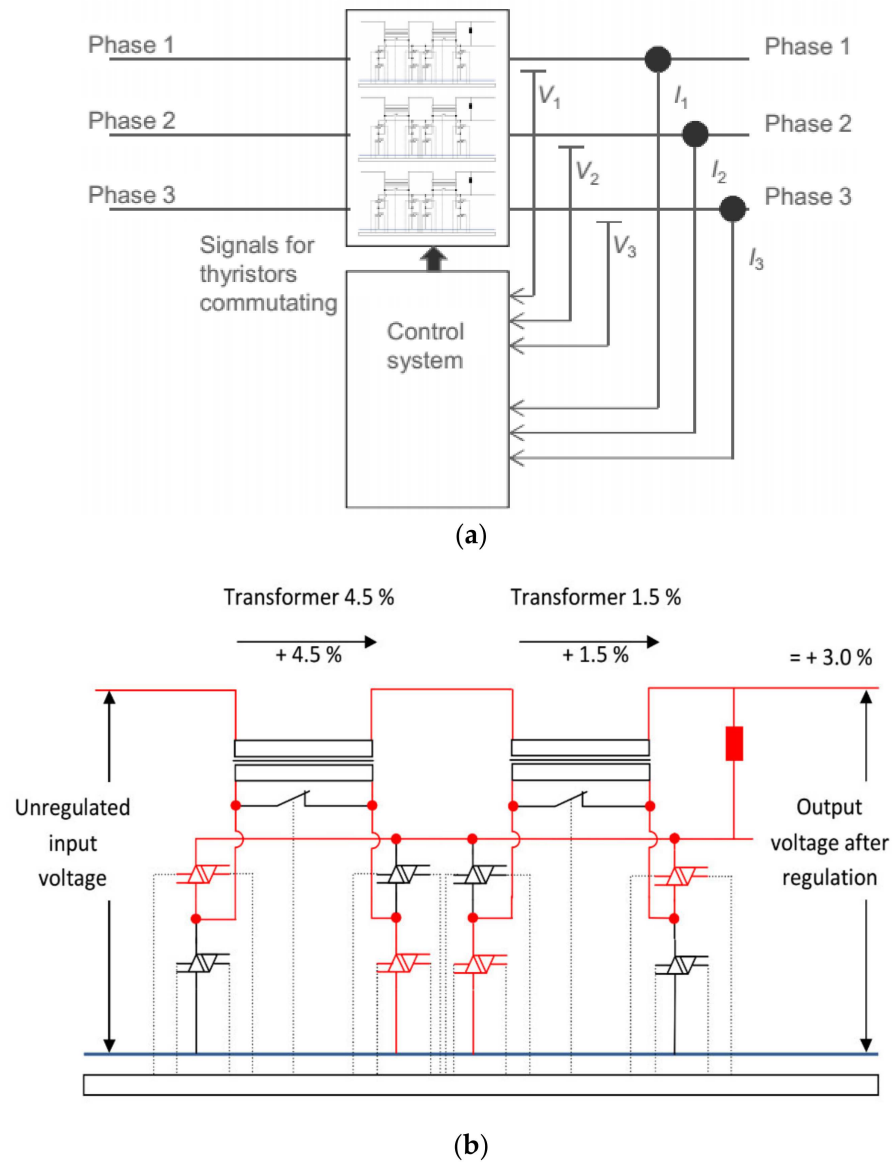 Phase 1
Phase 1
V1
I1
Phase 2
Phase 2
V2
I2
Phase 3
Phase 3
V3
I3
Signals for
thyristors
commutating
Control
system
(a)
Transformer 4.5 %
Transformer 1.5 %
+ 4.5 %
+ 1.5 %
= + 3.0 %
Unregulated
input
voltage
Output
voltage after
regulation
(b)